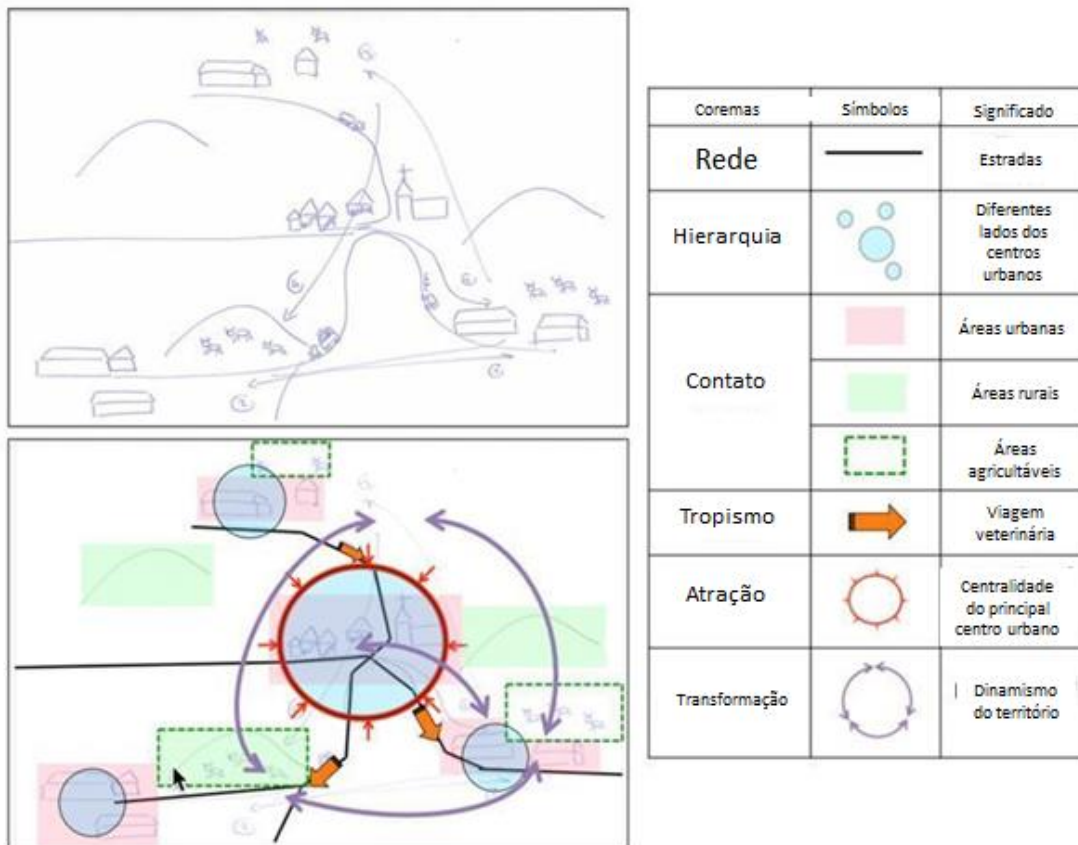 Coremas
Símbolos
Significado
Rede
Estradas
Hierarquia
Diferentes
lados dos
centros
urbanos
Contato
Áreas urbanas
Áreas rurais
Áreas
agricultáveis
Tropismo
Viagem
veterinária
Atração
Centralidade
do principal
centro urbano
Transformação
Dinamismo
do território